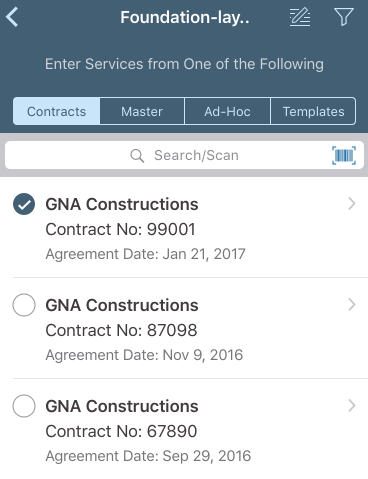 Foundation-lay..
Enter Services from One of the Following
Contracts Master Ad-Hoc Templates
Search/Scan
GNA Constructions
Contract No: 99001
Agreement Date: Jan 21, 2017
GNA Constructions
Contract No: 87098
Agreement Date: Nov 9, 2016
GNA Constructions
Contract No: 67890
Agreement Date: Sep 29, 2016